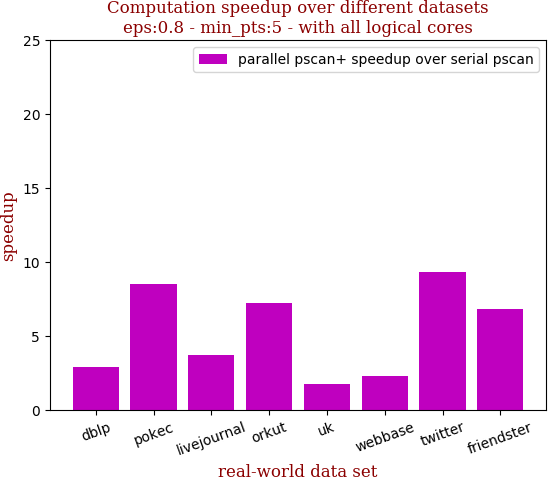 Computation speedup over different datasets
eps:0.8 - min_pts:5 - with all logical cores
parallel pscan+ speedup over serial pscan
speedup
25
20
15
10
5
0
dblp
pokec
livejournal
orkut
uk
webbase
twitter
friendster
real-world data set